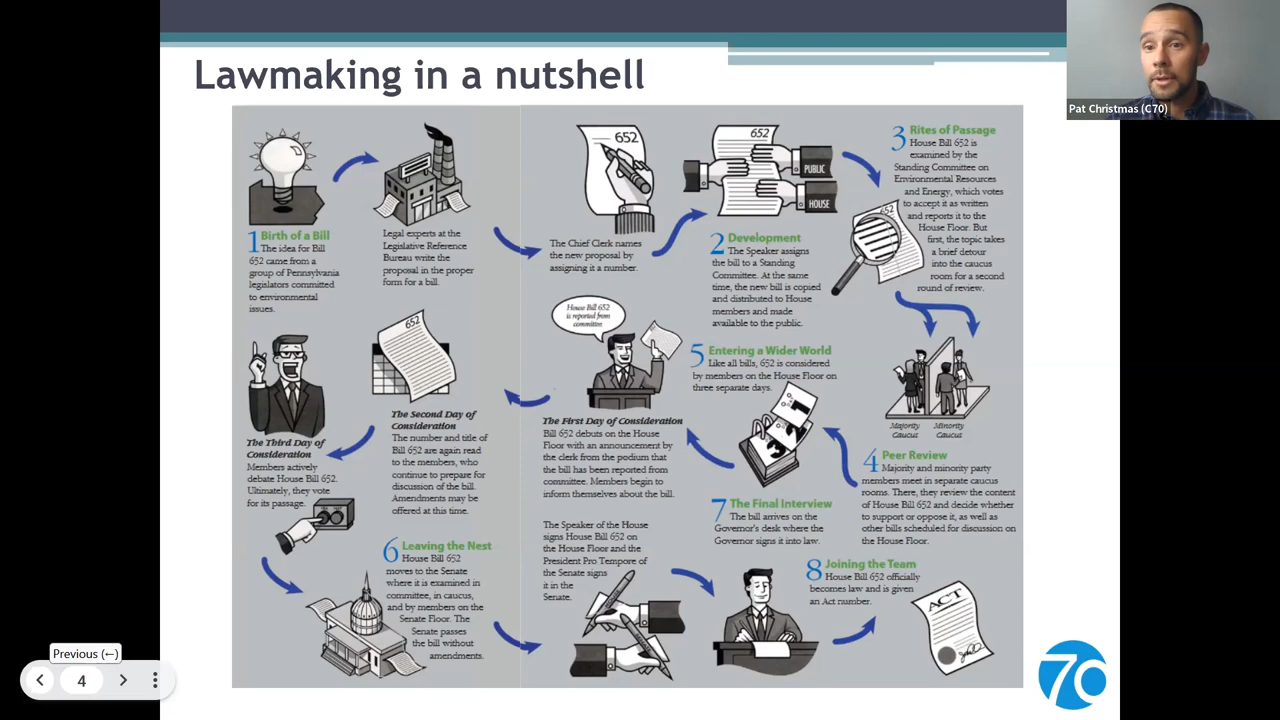 Lawmaking in a nutshell
Pat Christmas (C70)
1 Birth of a Bill
The idea for Bill
652 came from a
group of Pennsylvania
legislators committed
to environmental
issues.
Legal experts at the
Legislative Reference
Bureau write the
proposal in the proper
form for a bill.
652
The Chief Clerk names
the new proposal by
assigning it a number.
652
PUBLIC
HOUSE
2 Development
The Speaker assigns
the bill to a Standing
Committee. At the same
time, the new bill is copied
and distributed to House
members and made
available to the public.
3 Rites of Passage
House Bill 652 is
examined by the
Standing Committee on
Environmental Resources
and Energy, which votes
to accept it as written
and reports it to the
House Floor. But
first, the topic takes
a brief detour
into the caucus
room for a second
round of review.
652
Majority
Caucus
Minority
Caucus
4 Peer Review
Majority and minority party
members meet in separate caucus
rooms. There, they review the content
of House Bill 652 and decide whether
to support or oppose it, as well as
other bills scheduled for discussion on
the House Floor.
5 Entering a Wider World
Like all bills, 652 is considered
by members on the House Floor on
three separate days.
1
2
3
House Bill 652
is reported from
committee.
The First Day of Consideration
Bill 652 debuts on the House
Floor with an announcement by
the clerk from the podium that
the bill has been reported from
committee. Members begin to
inform themselves about the bill.
652
The Second Day of
Consideration
The number and title of
Bill 652 are again read
to the members, who
continue to prepare for
discussion of the bill.
Amendments may be
offered at this time.
The Third Day of
Consideration
Members actively
debate House Bill 652.
Ultimately, they vote
for its passage.
6 Leaving the Nest
House Bill 652
moves to the Senate
where it is examined in
committee, in caucus,
and by members on the
Senate Floor. The
Senate passes
the bill without
amendments.
The Speaker of the House
signs House Bill 652 on
the House Floor and the
President Pro Tempore of
the Senate signs
it in the
Senate.
7 The Final Interview
The bill arrives on the
Governor's desk where the
Governor signs it into law.
8 Joining the Team
House Bill 652 officially
becomes law and is given
an Act number.
ACT
Previous (←)
4
70